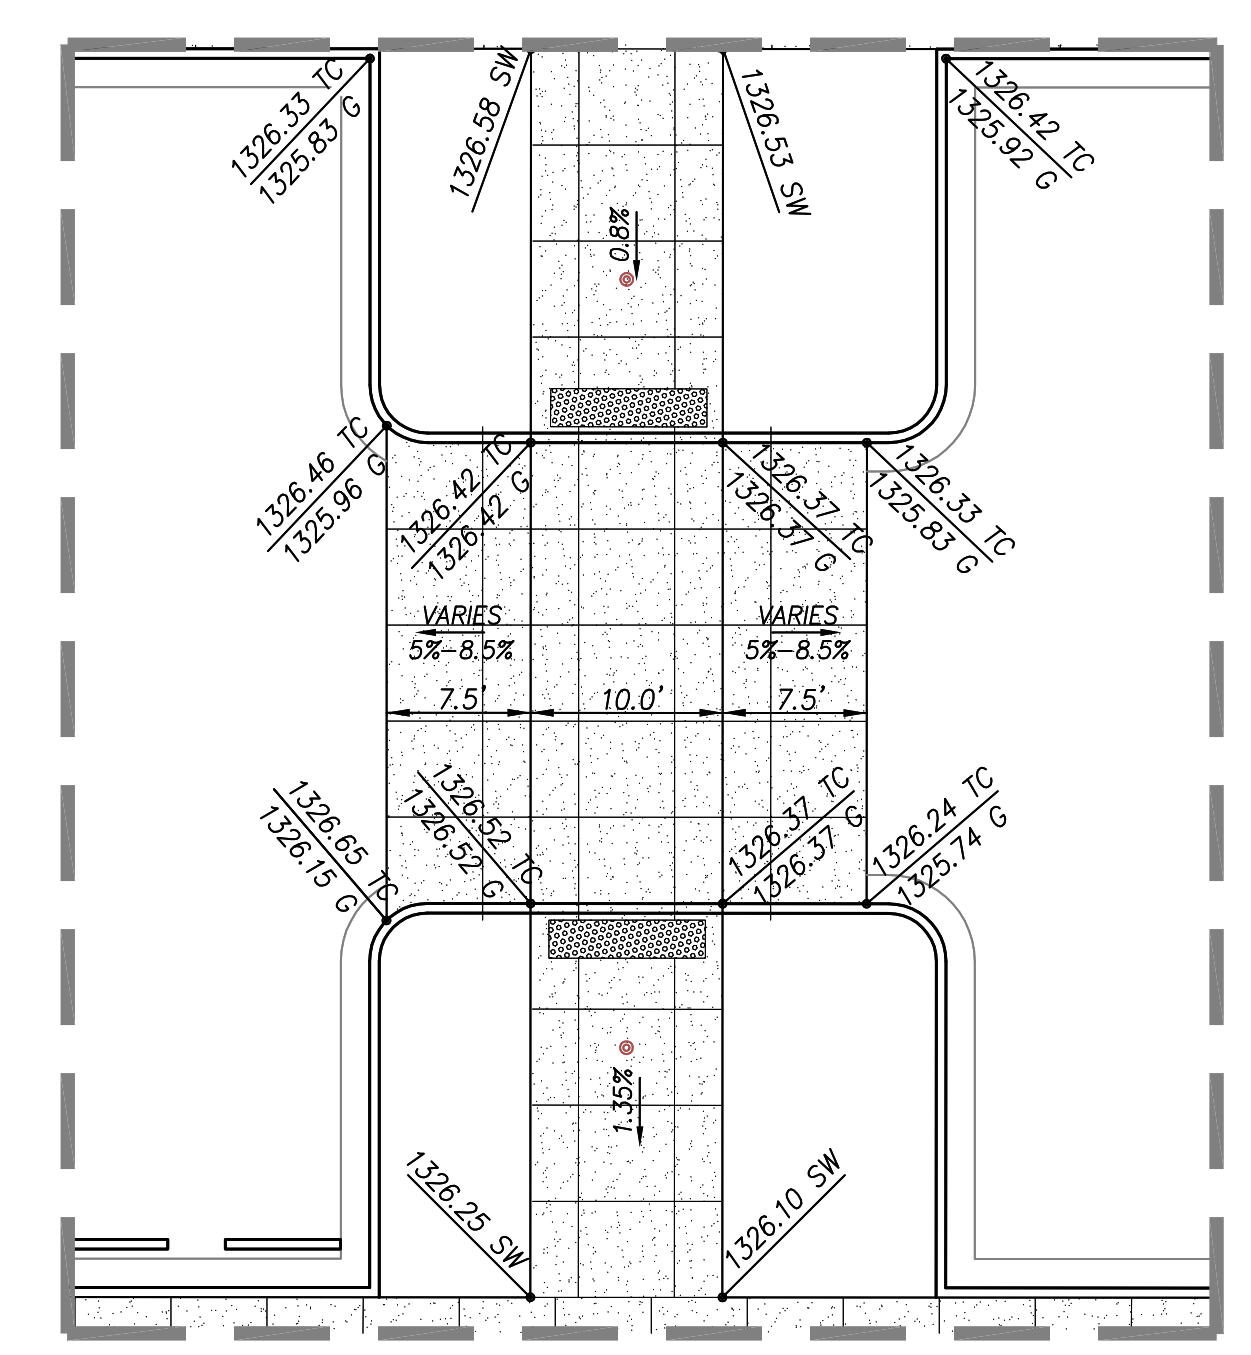 1326.33 TC
1325.83 G
1326.58 SW
1326.53 SW
1326.42 TC
1325.92 G
0.8%
1326.46 TC
1325.96 G
1326.42 TC
1326.42 G
1326.37 TC
1326.37 G
1326.33 TC
1325.83 G
VARIES
5%-8.5%
VARIES
5%-8.5%
7.5'
10.0'
7.5'
1326.65 TC
1326.15 G
1326.52 TC
1326.52 G
1326.37 TC
1326.37 G
1326.24 TC
1325.74 G
1.35%
1326.25 SW
1326.10 SW